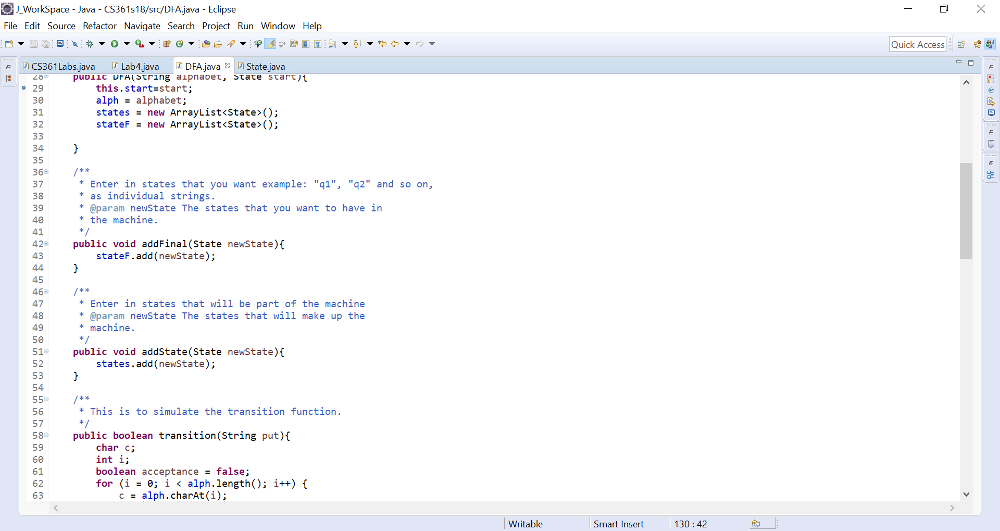 J_WorkSpace - Java - CS361s18/src/DFA.java - Eclipse
File Edit Source Refactor Navigate Search Project Run Window Help
Quick Access
CS361Labs.java Lab4.java DFA.java State.java
28 public DFA(String alphabet, State start){
29 this.start=start;
30 alph = alphabet;
31 states = new ArrayList<State>();
32 stateF = new ArrayList<State>();
33
34 }
35
36 /**
37 * Enter in states that you want example: "q1", "q2" and so on,
38 * as individual strings.
39 * @param newState The states that you want to have in
40 * the machine.
41 */
42 public void addFinal(State newState){
43 stateF.add(newState);
44 }
45
46 /**
47 * Enter in states that will be part of the machine
48 * @param newState The states that will make up the
49 * machine.
50 */
51 public void addState(State newState){
52 states.add(newState);
53 }
54
55 /**
56 * This is to simulate the transition function.
57 */
58 public boolean transition(String put){
59 char c;
60 int i;
61 boolean acceptance = false;
62 for (i = 0; i < alph.length(); i++) {
63 c = alph.charAt(i);
Writable Smart Insert 130 : 42